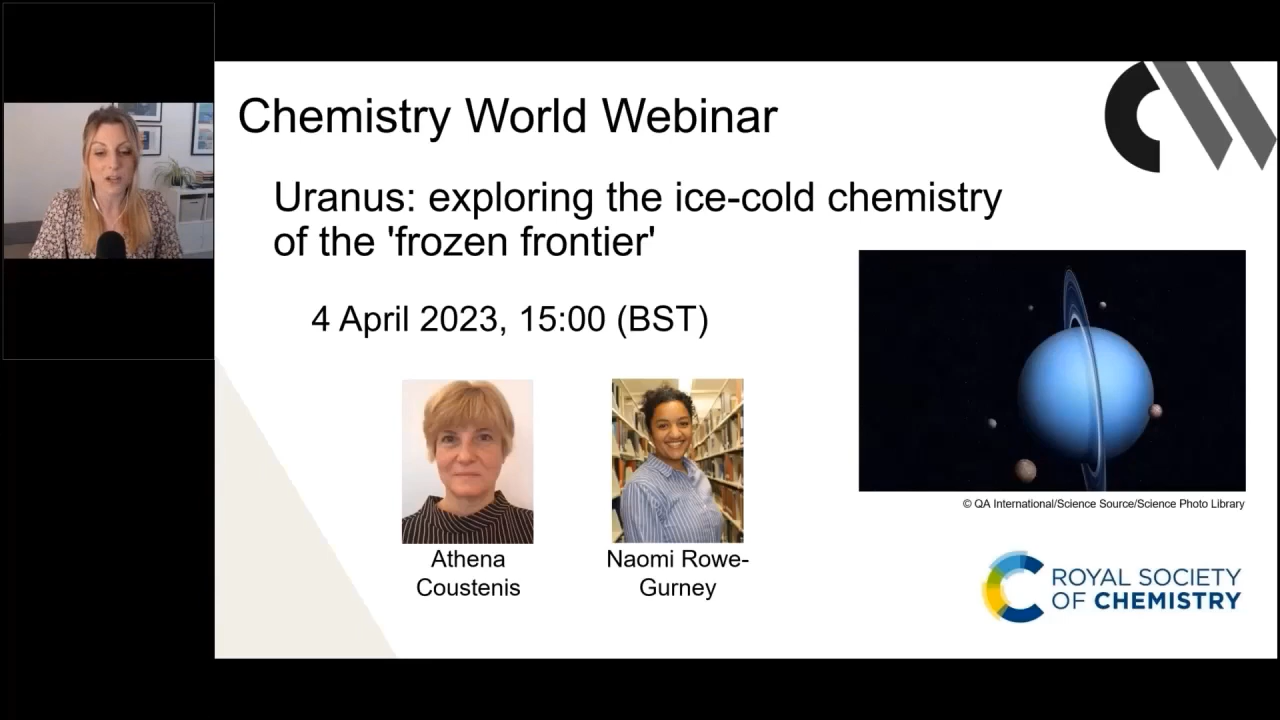 Chemistry World Webinar
Uranus: exploring the ice-cold chemistry
of the 'frozen frontier'
4 April 2023, 15:00 (BST)
Athena
Coustenis
Naomi Rowe-
Gurney
© QA International/Science Source/Science Photo Library
ROYAL SOCIETY
OF CHEMISTRY